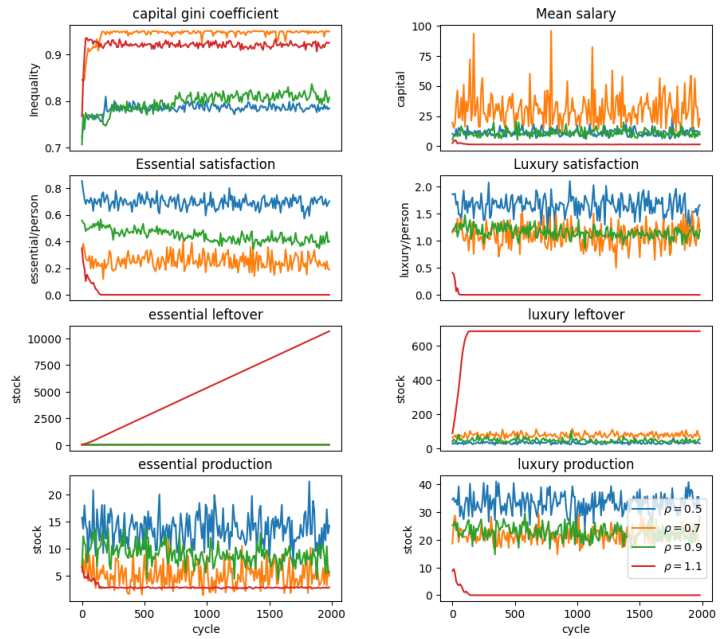 capital gini coefficient
Inequality
0.9
0.8
0.7
Mean salary
capital
100
75
50
25
0
Essential satisfaction
essential/person
0.8
0.6
0.4
0.2
0.0
Luxury satisfaction
luxury/person
2.0
1.5
1.0
0.5
0.0
essential leftover
stock
10000
7500
5000
2500
0
luxury leftover
stock
600
400
200
0
essential production
stock
20
15
10
5
0 500 1000 1500 2000
cycle
luxury production
stock
40
30
20
10
0
ρ = 0.5
ρ = 0.7
ρ = 0.9
ρ = 1.1
0 500 1000 1500 2000
cycle